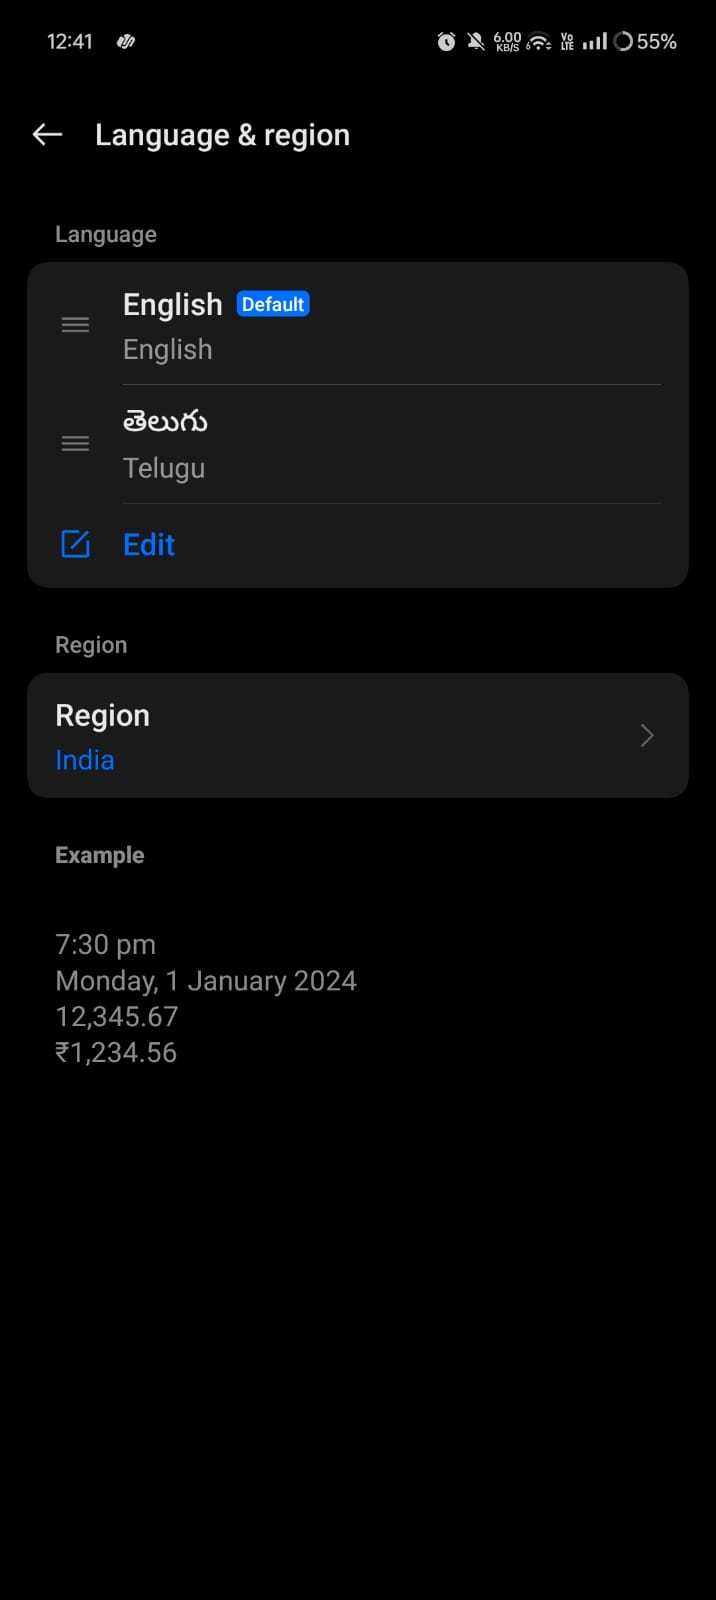 12:41 6.00 KB/S 6 Vo LTE 55%
Language & region
Language
English Default
English
తెలుగు
Telugu
Edit
Region
Region
India
Example
7:30 pm
Monday, 1 January 2024
12,345.67
₹1,234.56